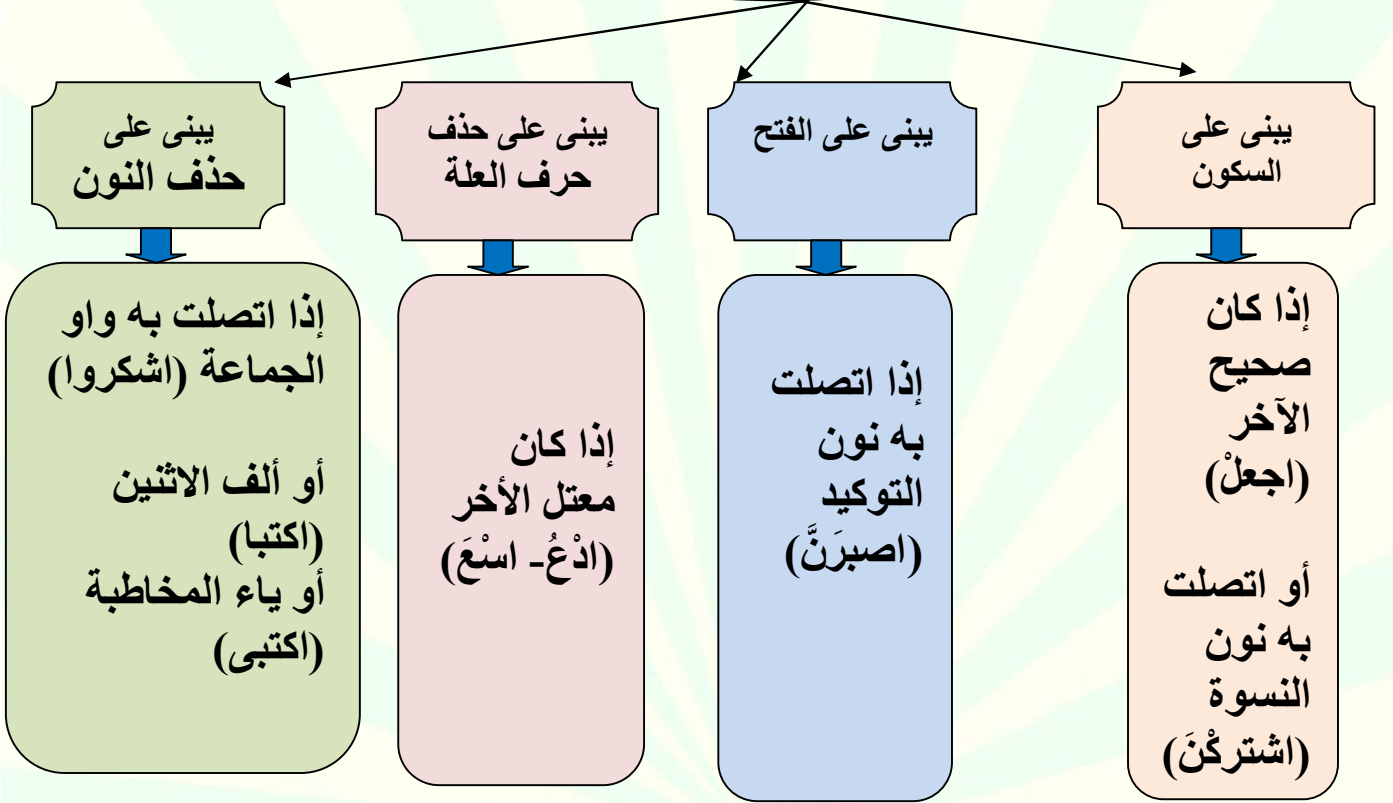 يبنى على
السكون
إذا كان
صحيح
الآخر
(اجعلْ)
أو اتصلت
به نون
النسوة
(اشتركْنَ)
يبنى على الفتح
إذا اتصلت
به نون
التوكيد
(اصبرَنَّ)
يبنى على حذف
حرف العلة
إذا كان
معتل الأخر
(ادْعُ- اسْعَ)
يبنى على
حذف النون
إذا اتصلت به واو
الجماعة (اشكروا)
أو ألف الاثنين
(اكتبا)
أو ياء المخاطبة
(اكتبى)